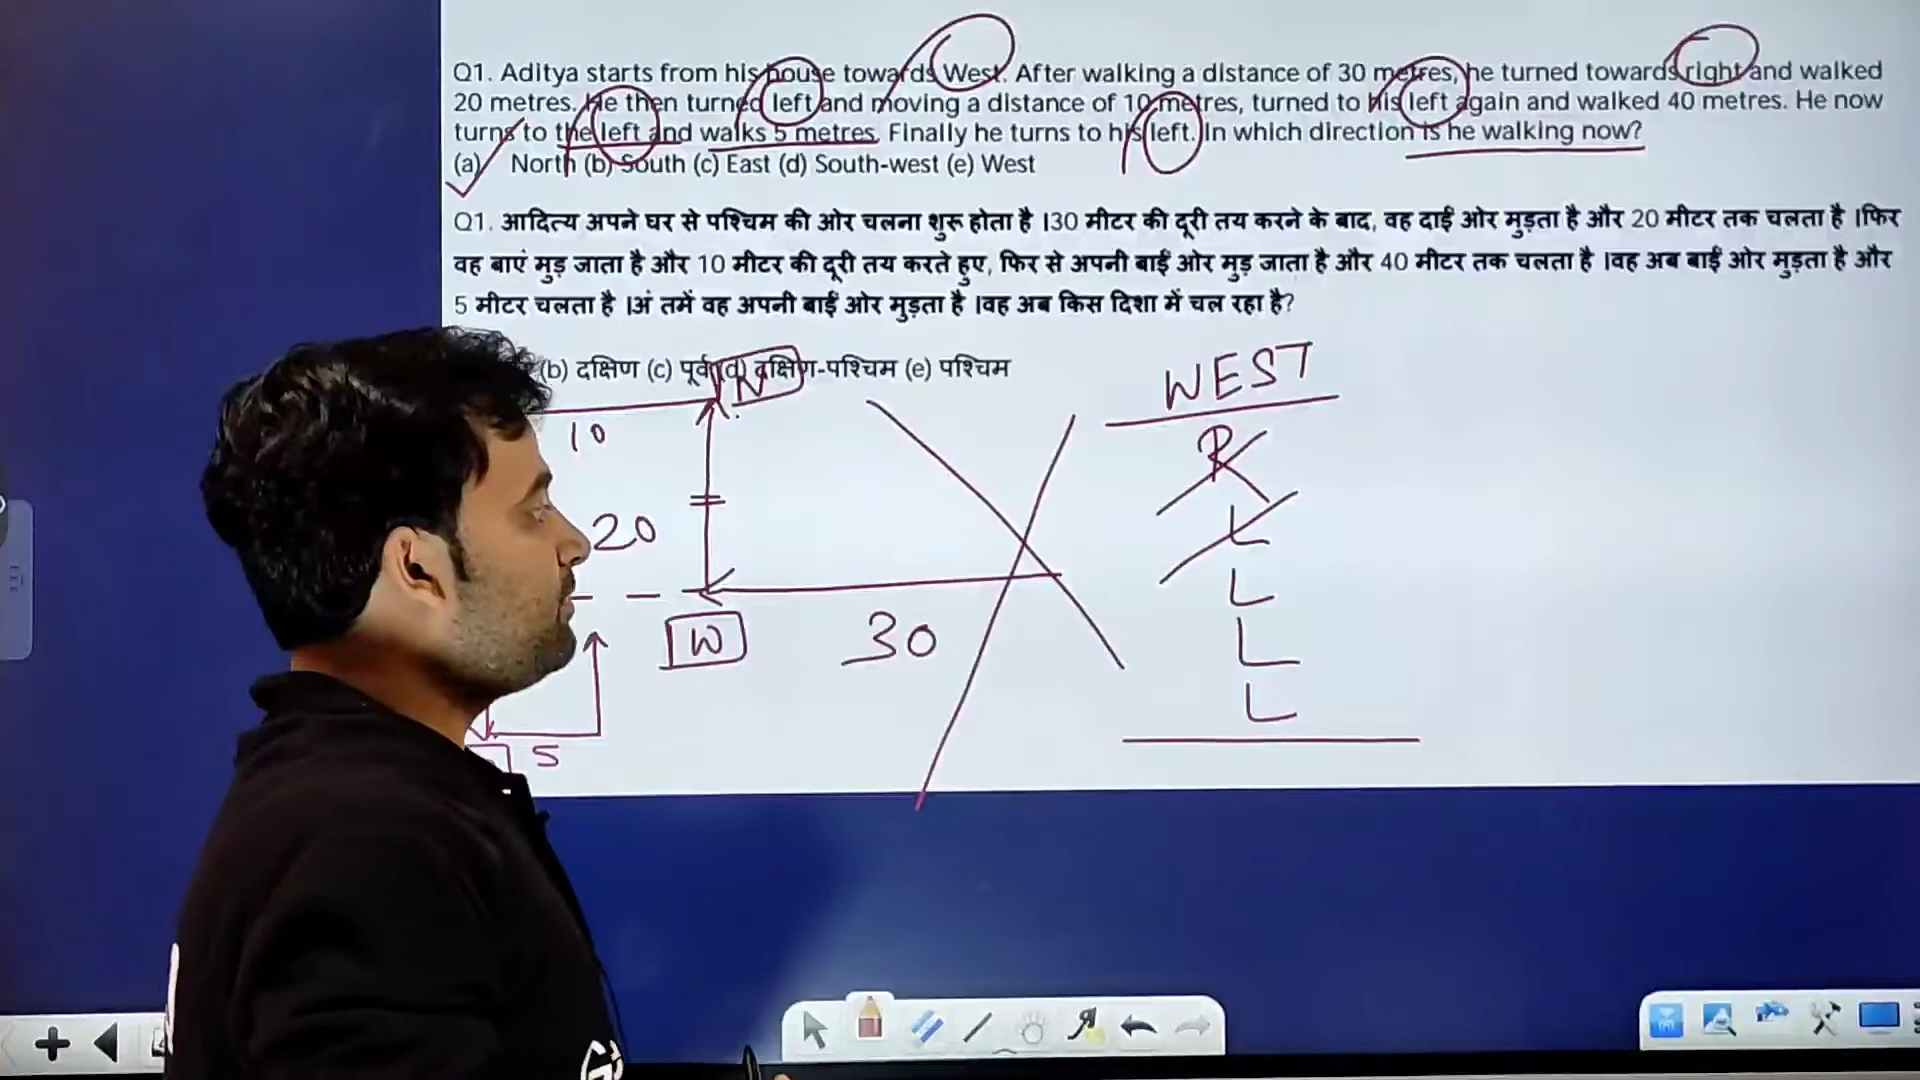 Q1. Aditya starts from his house towards West. After walking a distance of 30 metres, he turned towards right and walked
20 metres. He then turned left and moving a distance of 10 metres, turned to his left again and walked 40 metres. He now
turns to the left and walks 5 metres. Finally he turns to his left. In which direction is he walking now?
(a) North (b) South (c) East (d) South-west (e) West
Q1. आदित्य अपने घर से पश्चिम की ओर चलना शुरू होता है ।30 मीटर की दूरी तय करने के बाद, वह दाईं ओर मुड़ता है और 20 मीटर तक चलता है ।फिर
वह बाएं मुड़ जाता है और 10 मीटर की दूरी तय करते हुए, फिर से अपनी बाईं ओर मुड़ जाता है और 40 मीटर तक चलता है ।वह अब बाईं ओर मुड़ता है और
5 मीटर चलता है ।अं तमें वह अपनी बाईं ओर मुड़ता है ।वह अब किस दिशा में चल रहा है?
(b) दक्षिण (c) पूर्व (d) दक्षिण-पश्चिम (e) पश्चिम
N
10
20
W
30
5
WEST
R
L
L
L
L